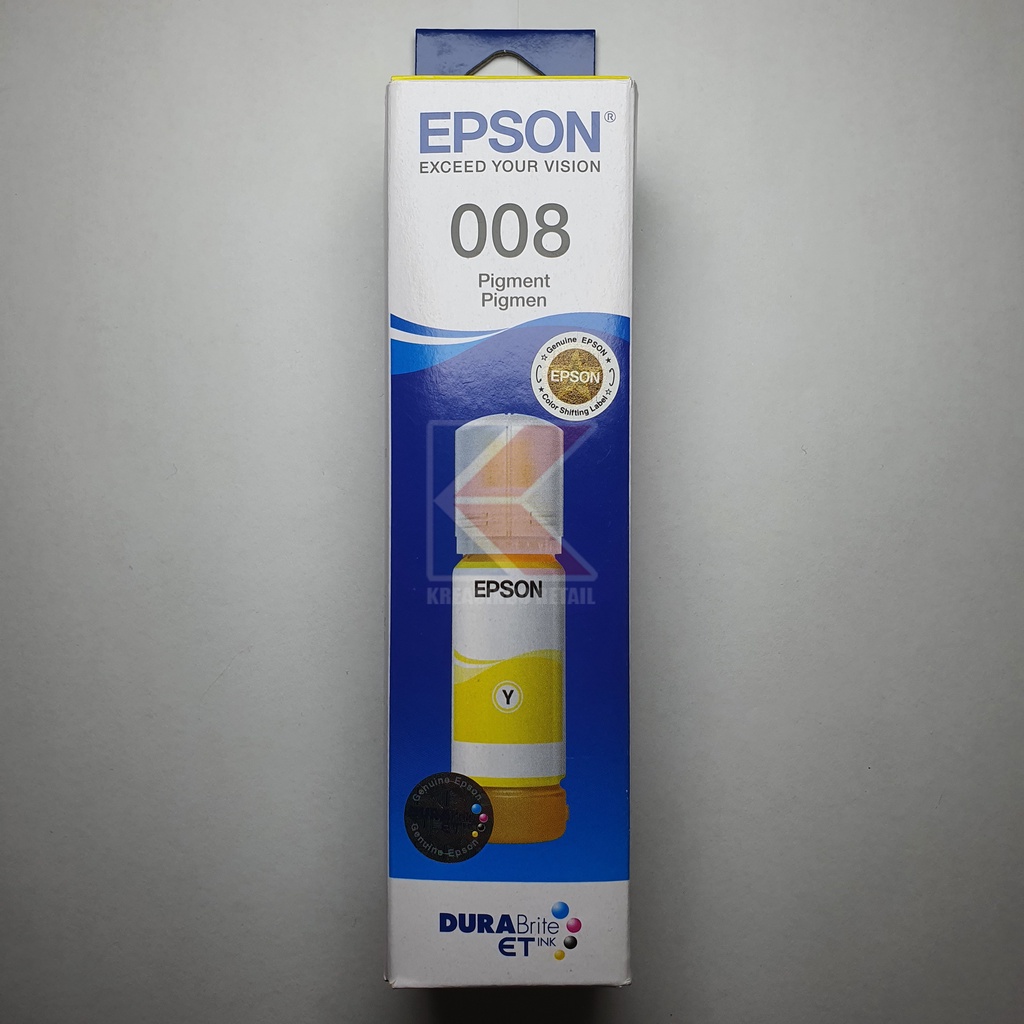 EPSON®
EXCEED YOUR VISION
008
Pigment
Pigmen
☆ Genuine EPSON ★
EPSON
★ Color Shifting Label ☆
EPSON
RETAIL
Y
Genuine Epson
Genuine Epson
DURABrite
ET INK